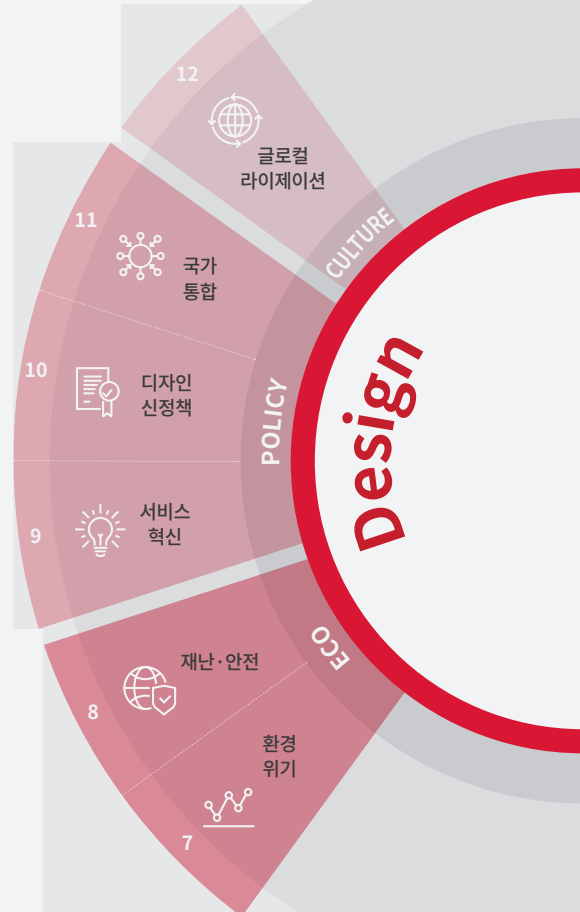 12
글로컬
라이제이션
CULTURE
11
국가
통합
10
디자인
신정책
POLICY
9
서비스
혁신
Design
ECO
8
재난·안전
환경
위기
7